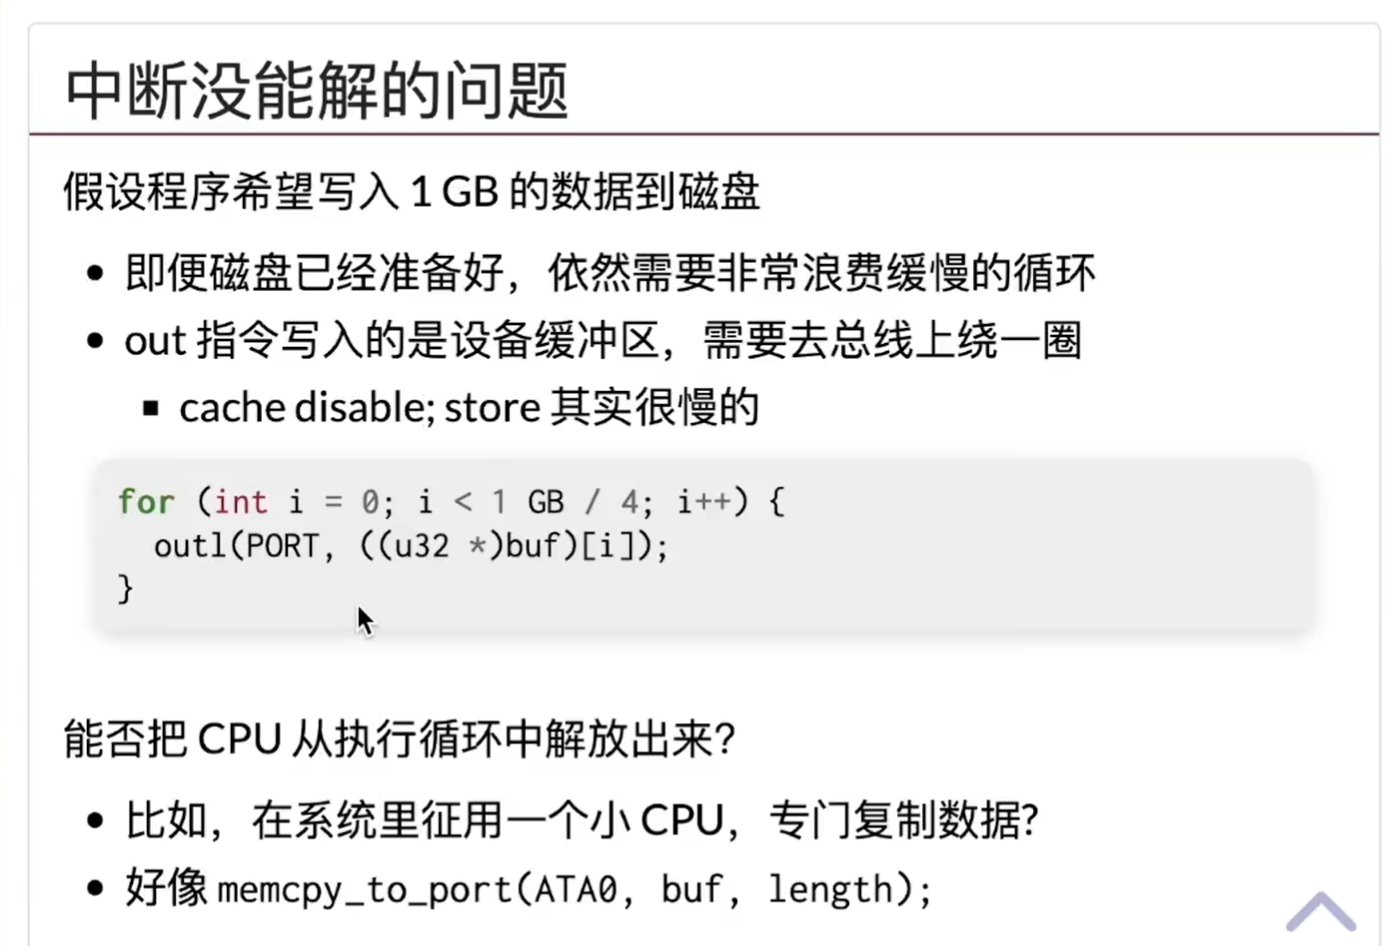 中断没能解的问题
假设程序希望写入 1 GB 的数据到磁盘
• 即便磁盘已经准备好，依然需要非常浪费缓慢的循环
• out 指令写入的是设备缓冲区，需要去总线上绕一圈
▪ cache disable; store 其实很慢的
for (int i = 0; i < 1 GB / 4; i++) {
  outl(PORT, ((u32 *)buf)[i]);
}
能否把 CPU 从执行循环中解放出来？
• 比如，在系统里征用一个小 CPU，专门复制数据？
• 好像 memcpy_to_port(ATA0, buf, length);